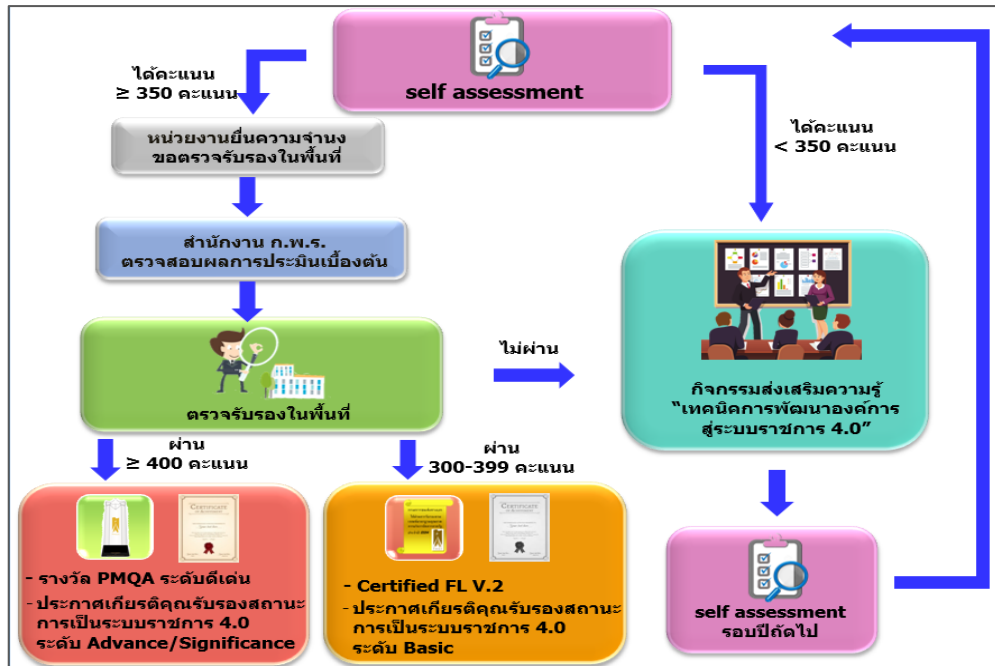 self assessment
ได้คะแนน
≥ 350 คะแนน
ได้คะแนน
< 350 คะแนน
หน่วยงานยื่นความจำนง
ขอตรวจรับรองในพื้นที่
สำนักงาน ก.พ.ร.
ตรวจสอบผลการประมินเบื้องต้น
ตรวจรับรองในพื้นที่
ไม่ผ่าน
กิจกรรมส่งเสริมความรู้
“เทคนิคการพัฒนาองค์การ
สู่ระบบราชการ 4.0”
ผ่าน
≥ 400 คะแนน
ผ่าน
300-399 คะแนน
CERTIFICATE
CERTIFICATE
- รางวัล PMQA ระดับดีเด่น
- ประกาศเกียรติคุณรับรองสถานะ
การเป็นระบบราชการ 4.0
ระดับ Advance/Significance
- Certified FL V.2
- ประกาศเกียรติคุณรับรองสถานะ
การเป็นระบบราชการ 4.0
ระดับ Basic
self assessment
รอบปีถัดไป